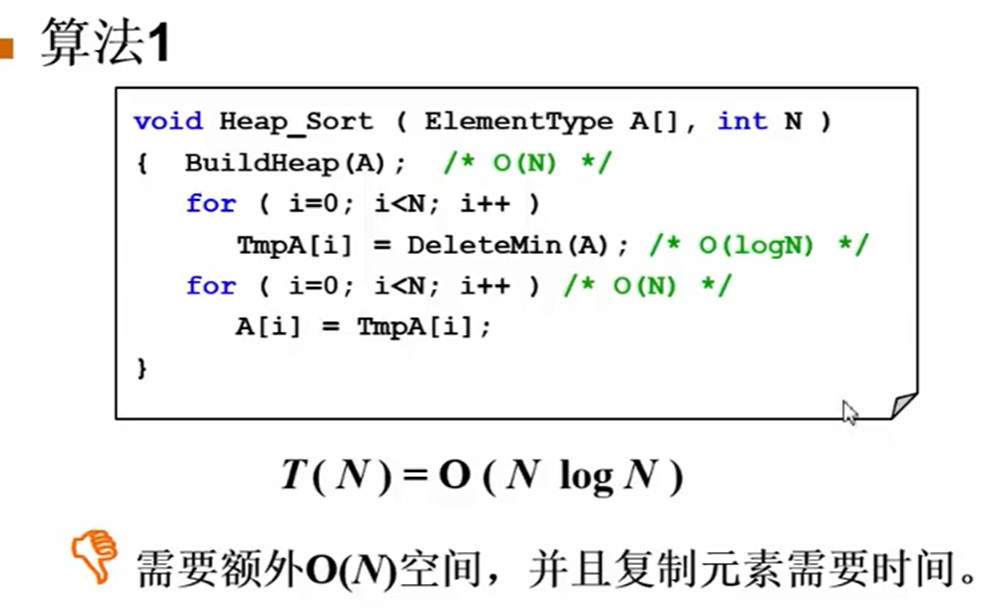 算法1
void Heap_Sort ( ElementType A[], int N )
{ BuildHeap(A); /* O(N) */
for ( i=0; i<N; i++ )
TmpA[i] = DeleteMin(A); /* O(logN) */
for ( i=0; i<N; i++ ) /* O(N) */
A[i] = TmpA[i];
}
T ( N ) = O ( N log N )
需要额外O(N)空间，并且复制元素需要时间。